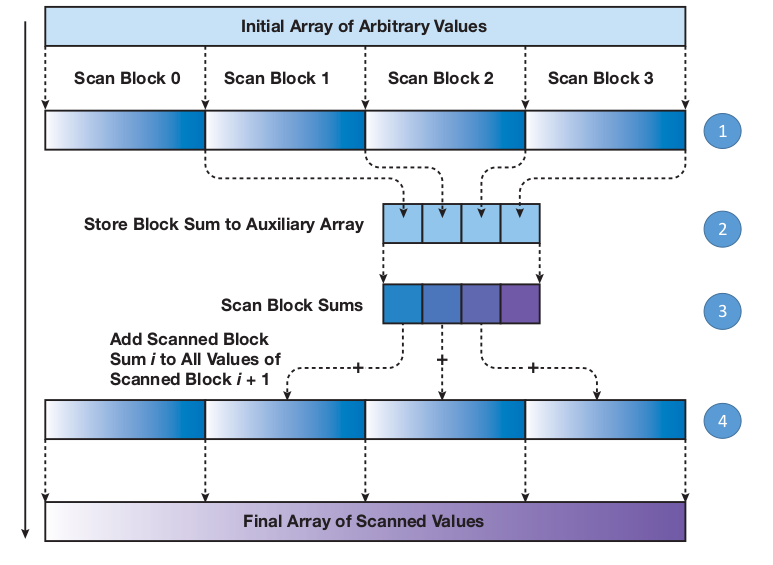 Initial Array of Arbitrary Values
Scan Block 0
Scan Block 1
Scan Block 2
Scan Block 3
1
Store Block Sum to Auxiliary Array
2
Scan Block Sums
3
Add Scanned Block
Sum i to All Values of
Scanned Block i + 1
+
+
+
4
Final Array of Scanned Values